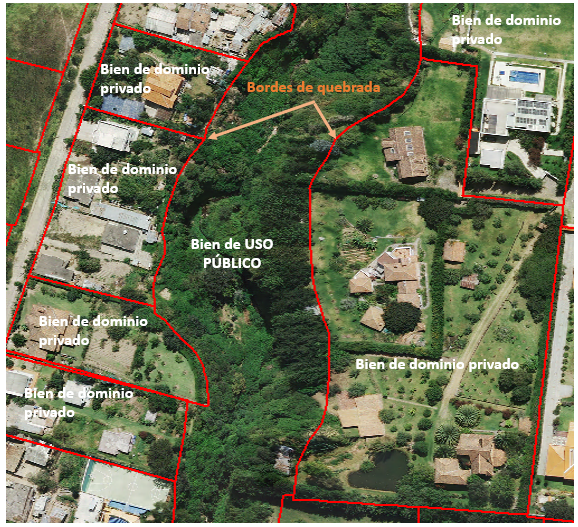 Bien de dominio
privado
Bien de dominio
privado
Bordes de quebrada
Bien de dominio
privado
Bien de USO
PÚBLICO
Bien de dominio
privado
Bien de dominio privado
Bien de dominio
privado